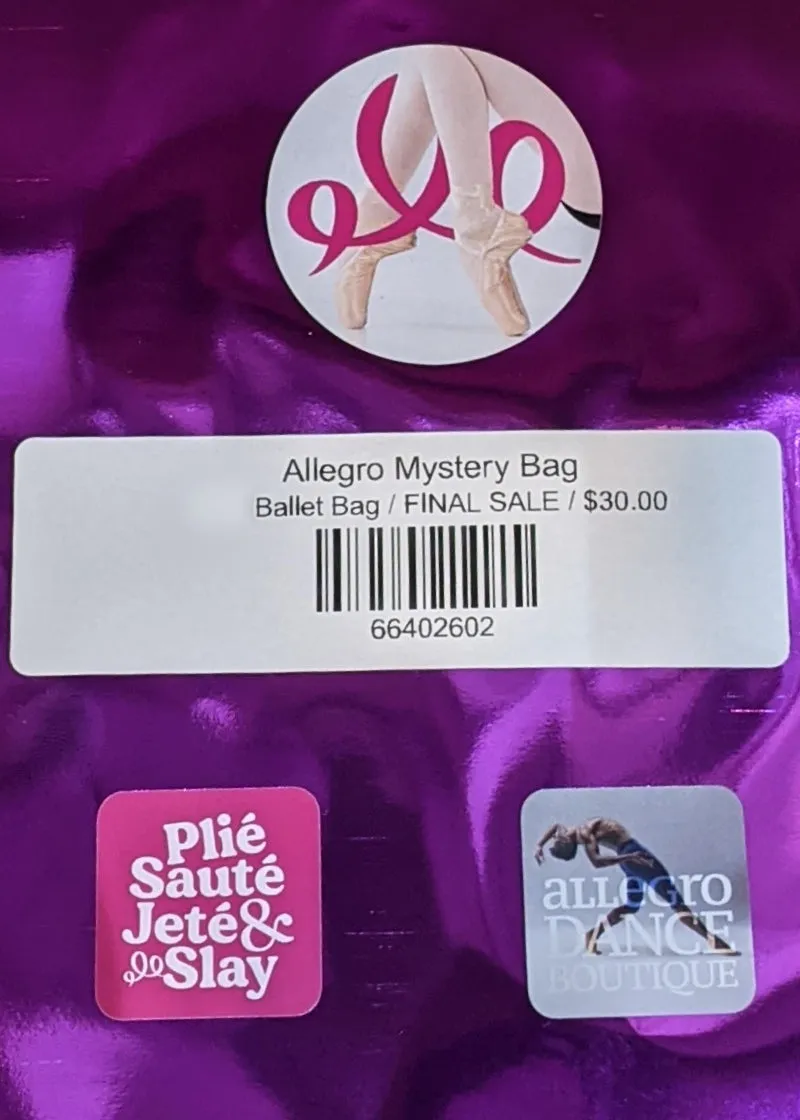 Allegro Mystery Bag
Ballet Bag / FINAL SALE / $30.00
66402602
Plié
Sauté
Jeté&
Slay
aLLegro
DANCE
BOUTIQUE